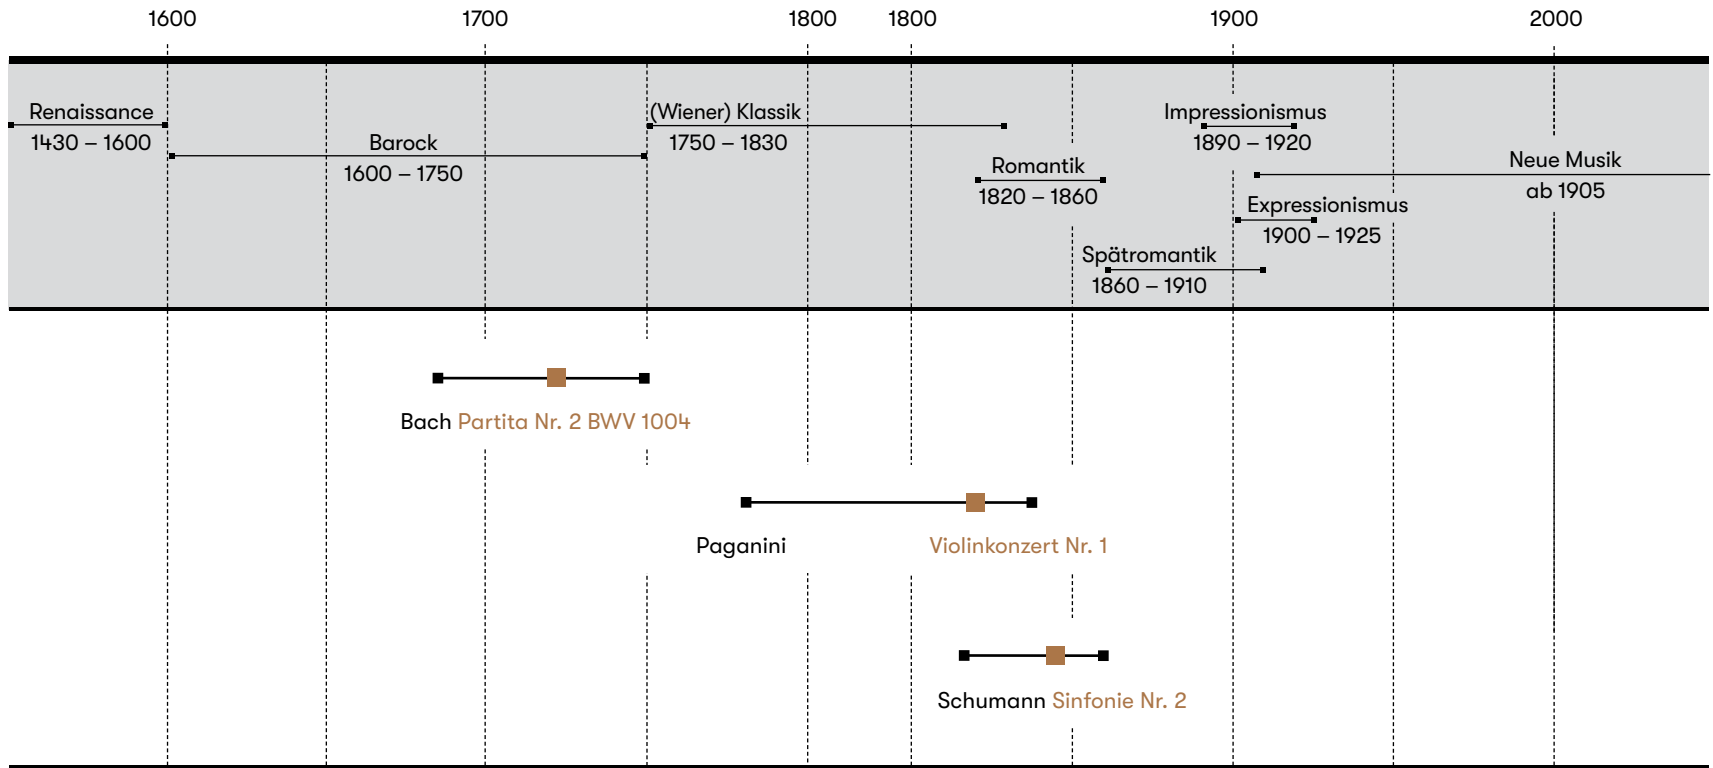 1600 1700 1800 1800 1900 2000
Renaissance
1430 – 1600
Barock
1600 – 1750
(Wiener) Klassik
1750 – 1830
Romantik
1820 – 1860
Spätromantik
1860 – 1910
Impressionismus
1890 – 1920
Expressionismus
1900 – 1925
Neue Musik
ab 1905
Bach Partita Nr. 2 BWV 1004
Paganini Violinkonzert Nr. 1
Schumann Sinfonie Nr. 2